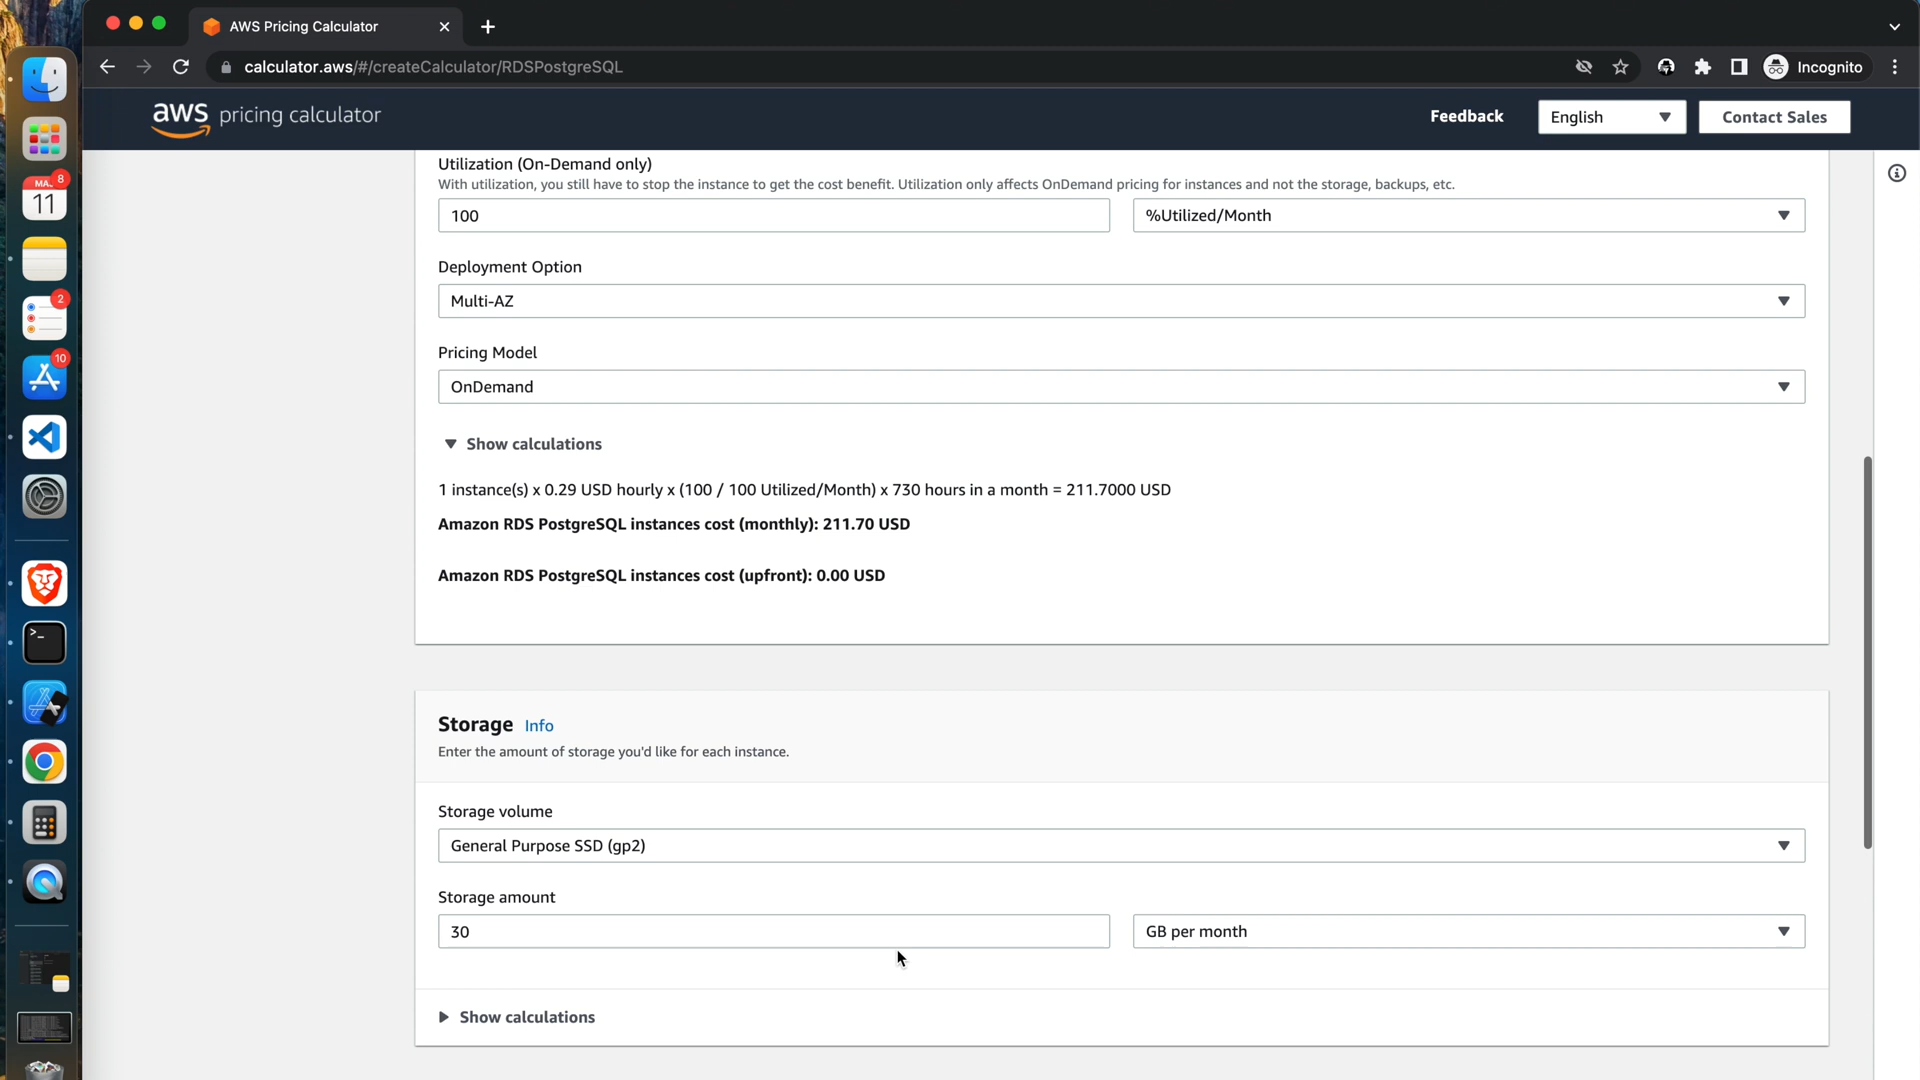 AWS Pricing Calculator
calculator.aws/#/createCalculator/RDSPostgreSQL
Incognito
aws pricing calculator
Feedback
English
Contact Sales
Utilization (On-Demand only)
With utilization, you still have to stop the instance to get the cost benefit. Utilization only affects OnDemand pricing for instances and not the storage, backups, etc.
100
%Utilized/Month
Deployment Option
Multi-AZ
Pricing Model
OnDemand
Show calculations
1 instance(s) x 0.29 USD hourly x (100 / 100 Utilized/Month) x 730 hours in a month = 211.7000 USD
Amazon RDS PostgreSQL instances cost (monthly): 211.70 USD
Amazon RDS PostgreSQL instances cost (upfront): 0.00 USD
Storage Info
Enter the amount of storage you'd like for each instance.
Storage volume
General Purpose SSD (gp2)
Storage amount
30
GB per month
Show calculations
8
11
2
10
>_